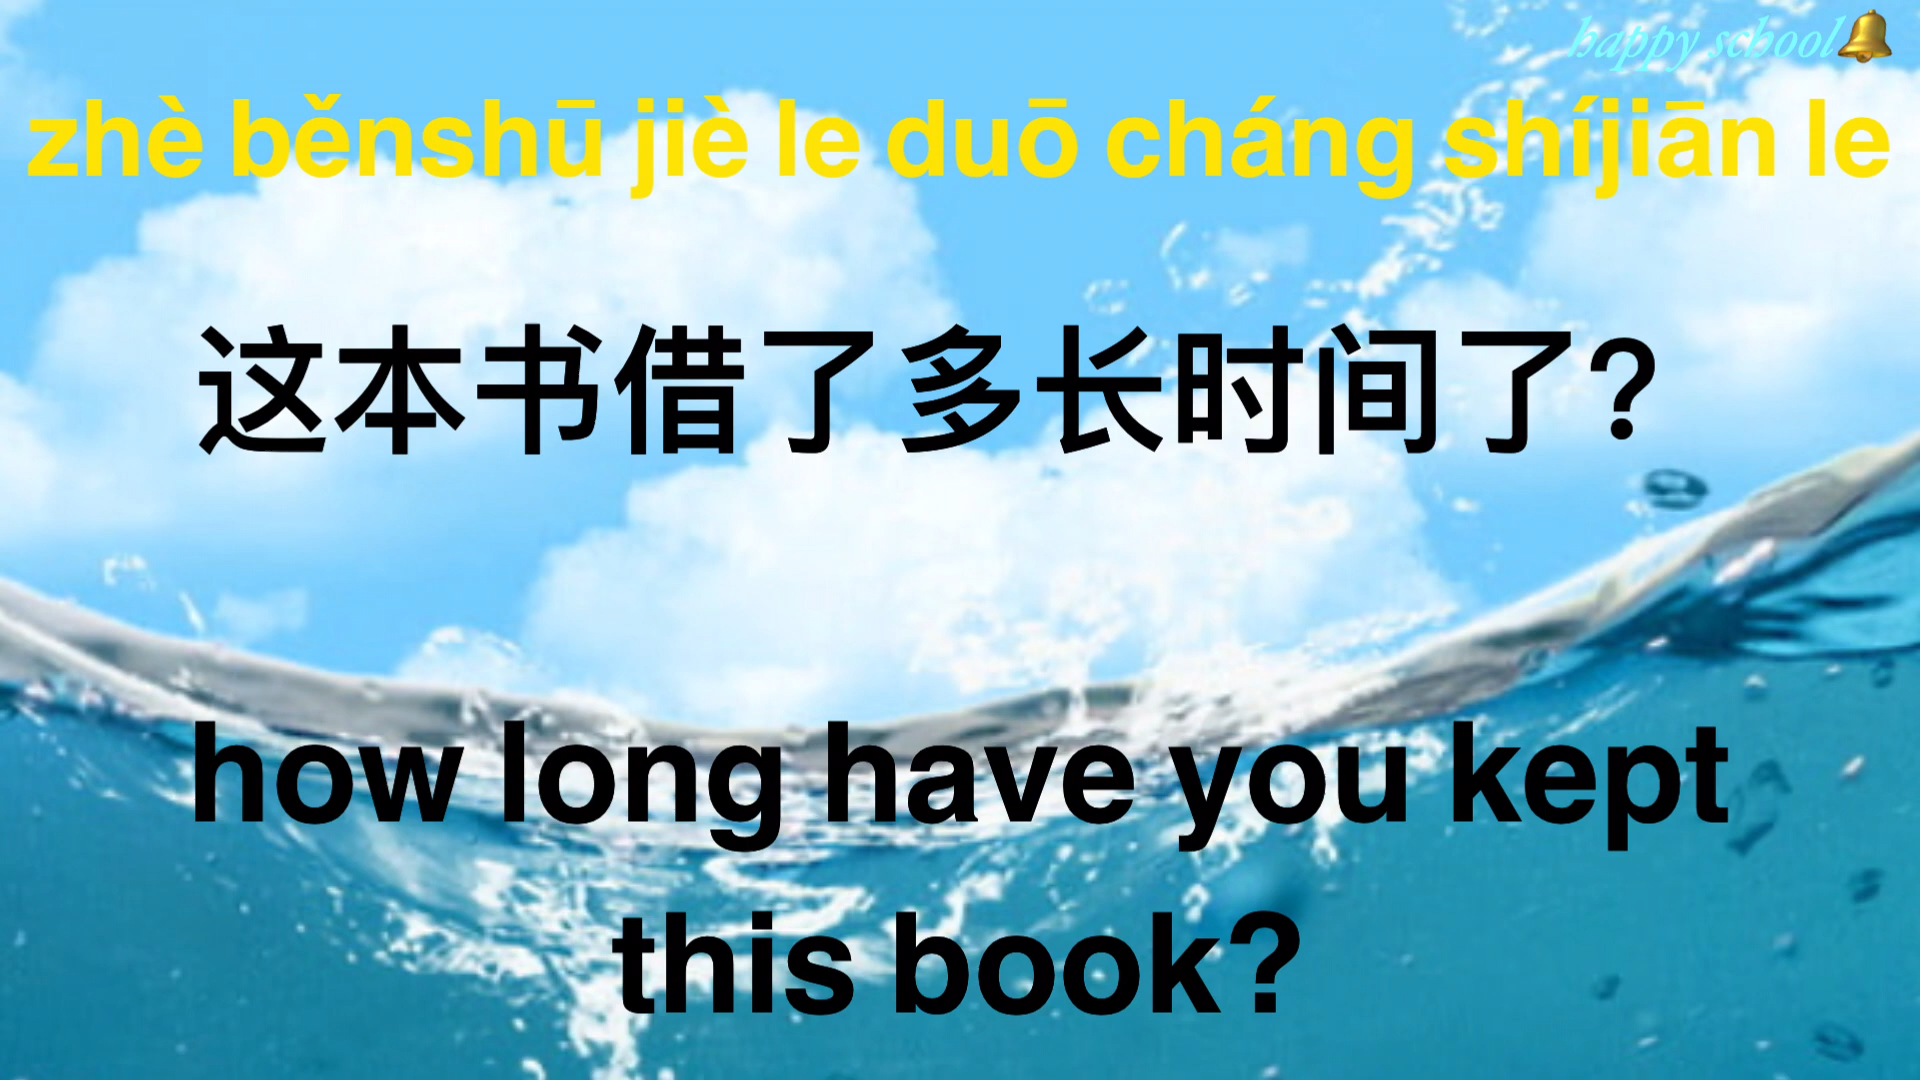 happy school🔔
zhè běnshū jiè le duō cháng shíjiān le
这本书借了多长时间了？
how long have you kept
this book?